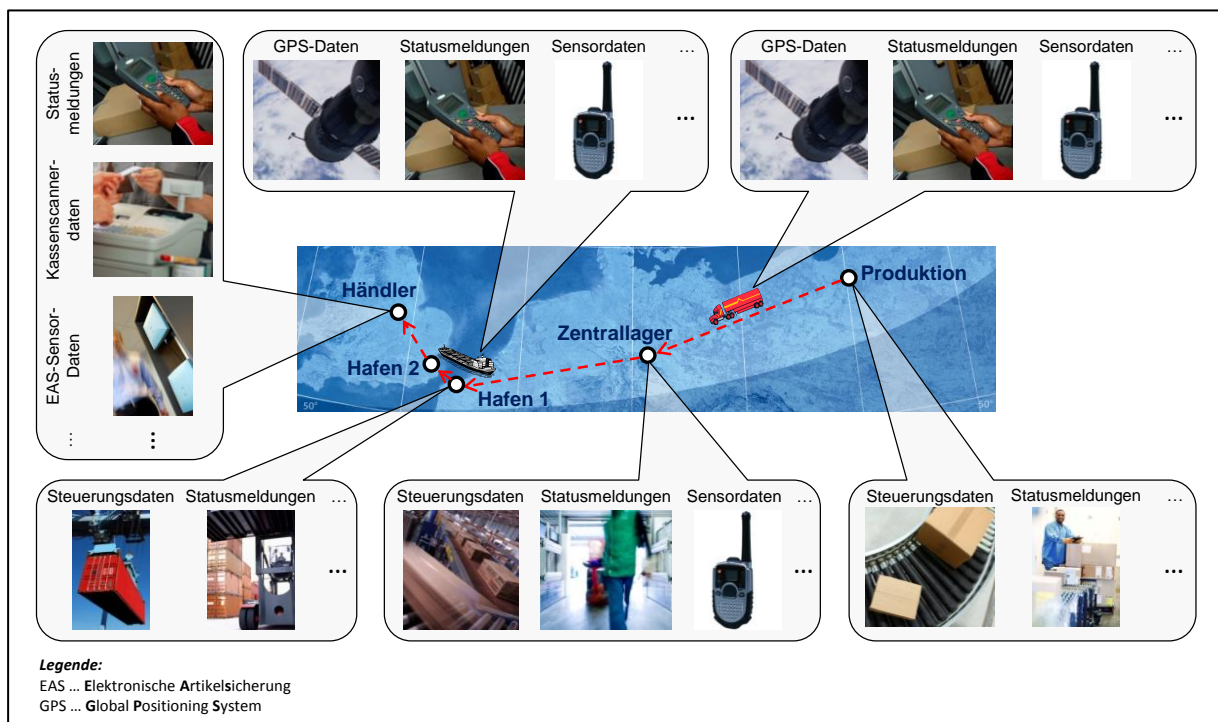 GPS-Daten Statusmeldungen Sensordaten ...
...
GPS-Daten Statusmeldungen Sensordaten ...
...
Status-
meldungen
Kassenscanner-
daten
EAS-Sensor-
Daten
... ...
Händler
Hafen 2
Hafen 1
Zentrallager
Produktion
50°
50°
Steuerungsdaten Statusmeldungen ...
...
Steuerungsdaten Statusmeldungen Sensordaten ...
...
Steuerungsdaten Statusmeldungen ...
...
Legende:
EAS ... Elektronische Artikelsicherung
GPS ... Global Positioning System